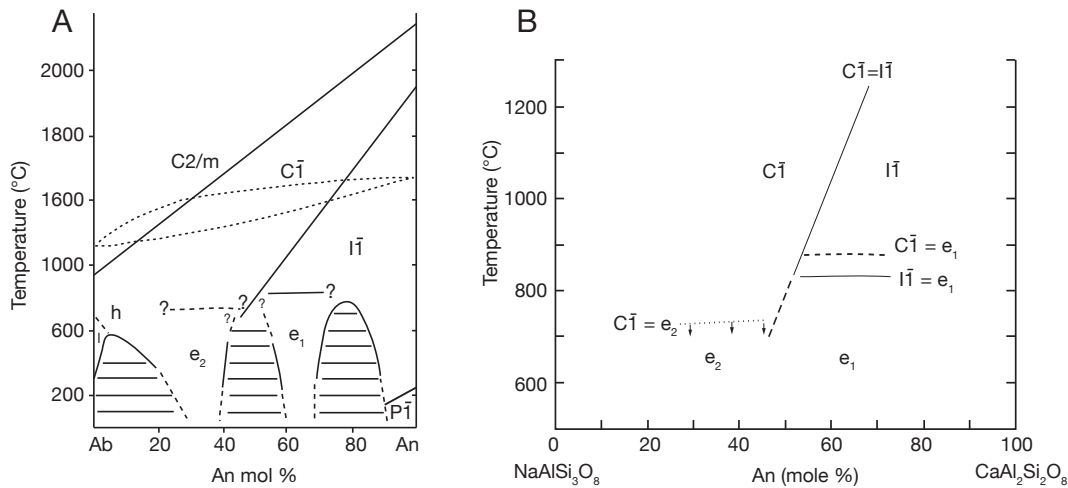 A
2000
1800
1600
1000
600
200
Temperature (°C)
C2/m
C1̄
I1̄
?
?
?
?
?
h
l
e₂
e₁
P1̄
Ab
20
40
60
80
An
An mol %
B
1200
1000
800
600
Temperature (°C)
C1̄=I1̄
C1̄
I1̄
C1̄ = e₁
I1̄ = e₁
C1̄ = e₂
e₂
e₁
0
20
40
60
80
100
NaAlSi₃O₈
An (mole %)
CaAl₂Si₂O₈